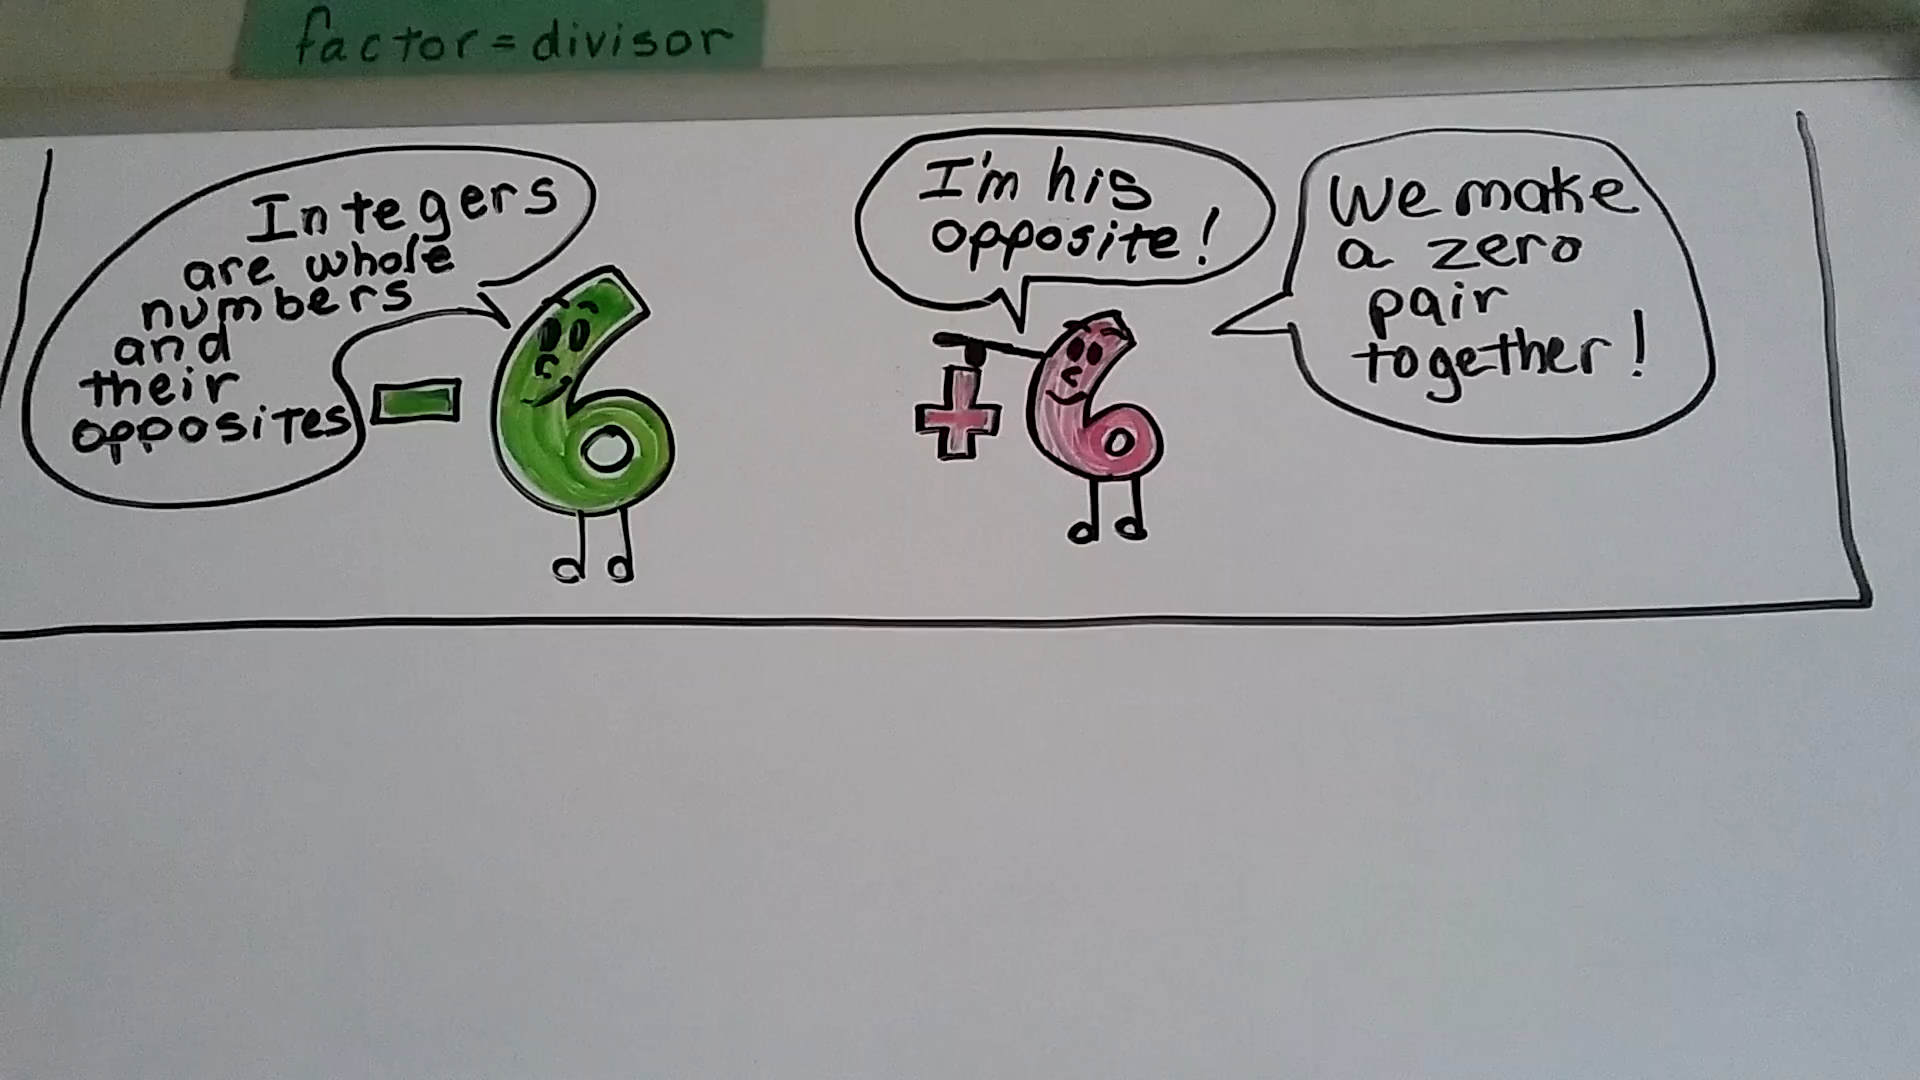 factor = divisor
Integers
are whole
numbers
and
their
opposites
-6
I'm his
opposite!
+6
We make
a zero
pair
together!